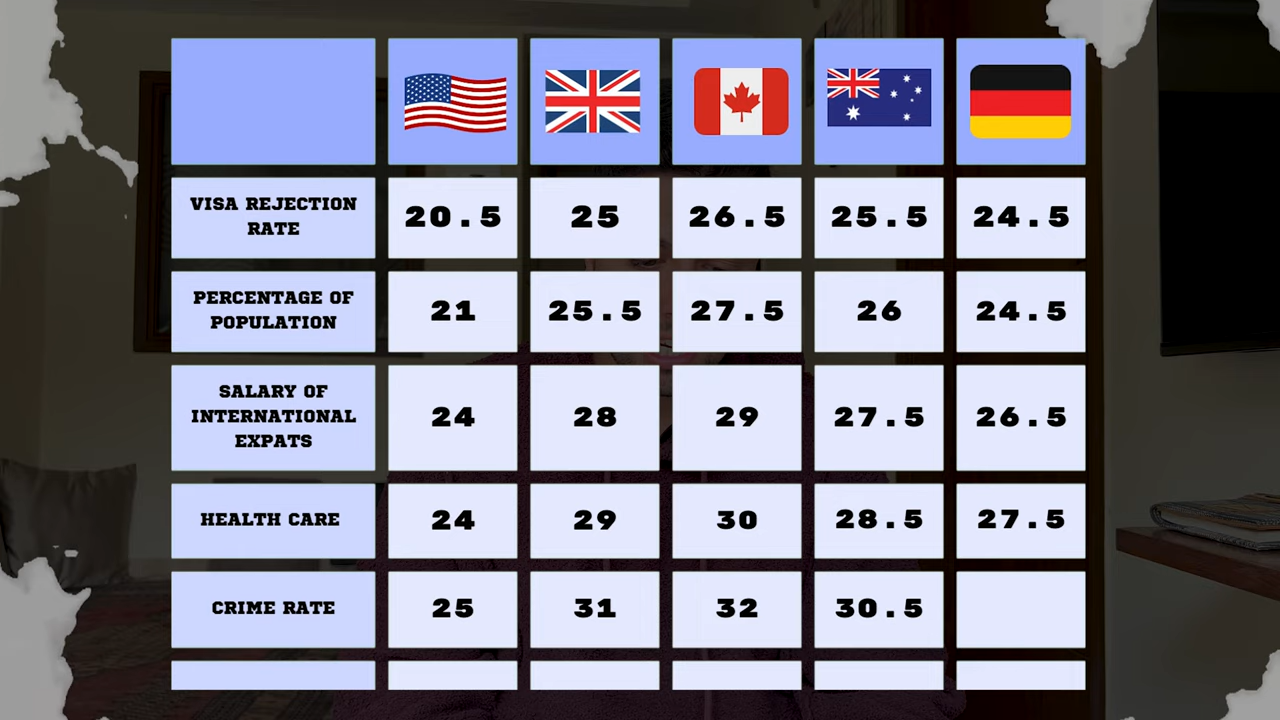 VISA REJECTION
RATE
20.5
25
26.5
25.5
24.5
PERCENTAGE OF
POPULATION
21
25.5
27.5
26
24.5
SALARY OF
INTERNATIONAL
EXPATS
24
28
29
27.5
26.5
HEALTH CARE
24
29
30
28.5
27.5
CRIME RATE
25
31
32
30.5